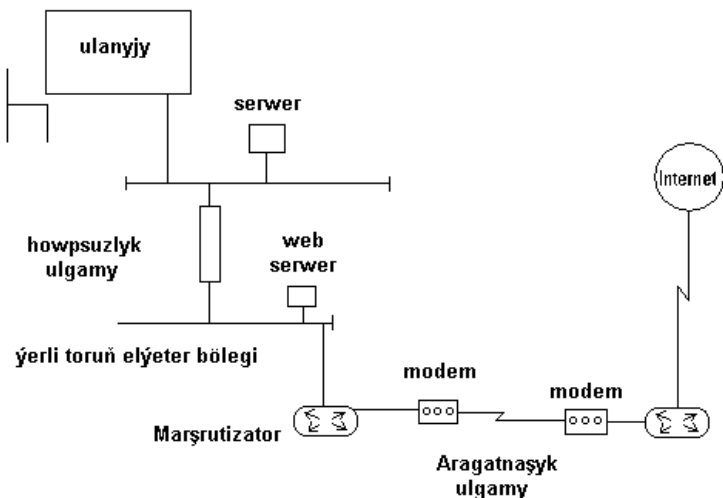 ulanyjy
serwer
Internet
howpsuzlyk
ulgamy
web
serwer
ýerli toruň elýeter bölegi
modem
modem
Marşrutizator
Aragatnaşyk
ulgamy